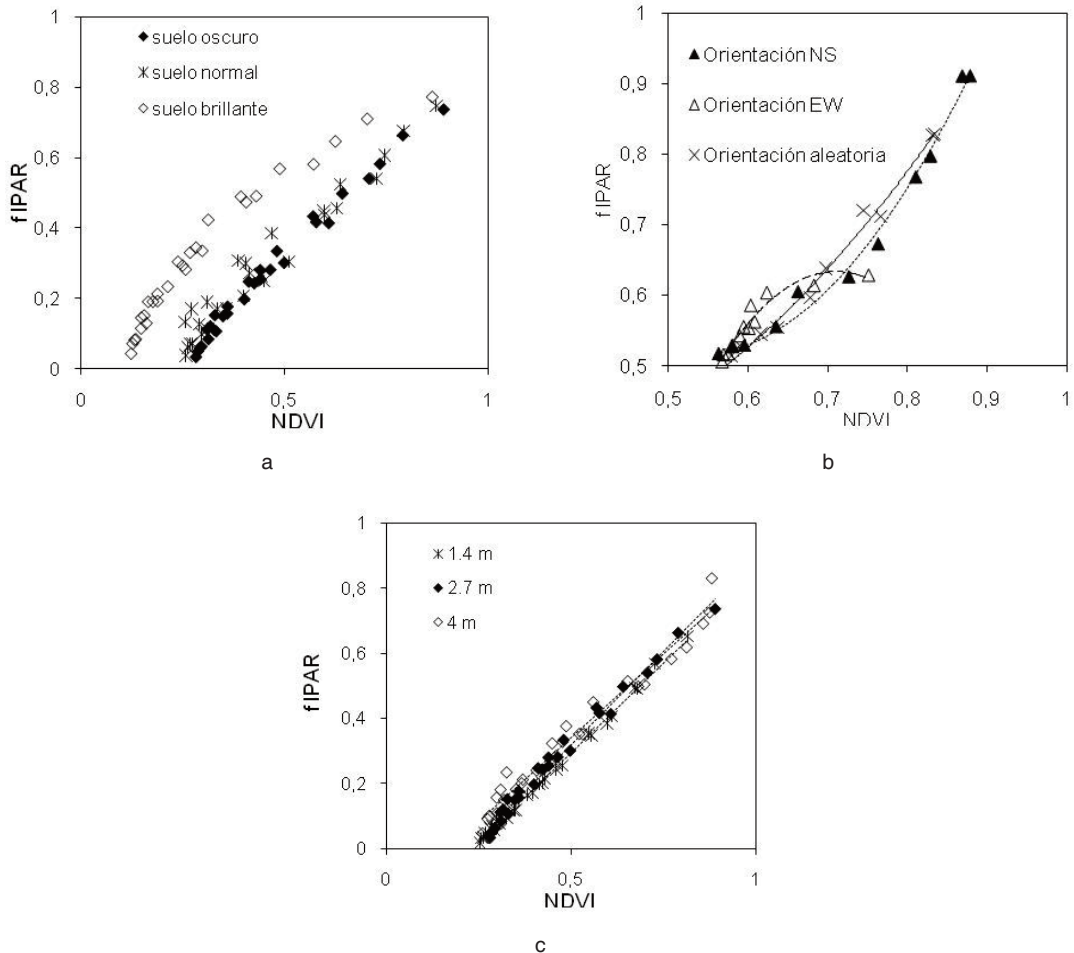 1
0,8
0,6
0,4
0,2
0
fIPAR
suelo oscuro
suelo normal
suelo brillante
0
0,5
1
NDVI
a
1
0,9
0,8
0,7
0,6
0,5
fIPAR
Orientación NS
Orientación EW
Orientación aleatoria
0,5
0,6
0,7
0,8
0,9
1
NDVI
b
1
0,8
0,6
0,4
0,2
0
fIPAR
1.4 m
2.7 m
4 m
0
0,5
1
NDVI
c